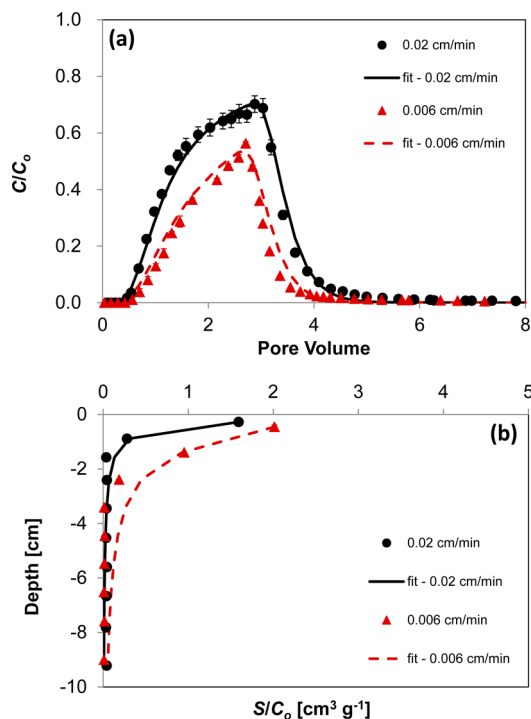 (a)
0.02 cm/min
fit - 0.02 cm/min
0.006 cm/min
fit - 0.006 cm/min
1.0
0.8
0.6
0.4
0.2
0.0
C/Co
0 2 4 6 8
Pore Volume
0 1 2 3 4 5
(b)
0
-2
-4
-6
-8
-10
Depth [cm]
0.02 cm/min
fit - 0.02 cm/min
0.006 cm/min
fit - 0.006 cm/min
S/Co [cm³ g⁻¹]